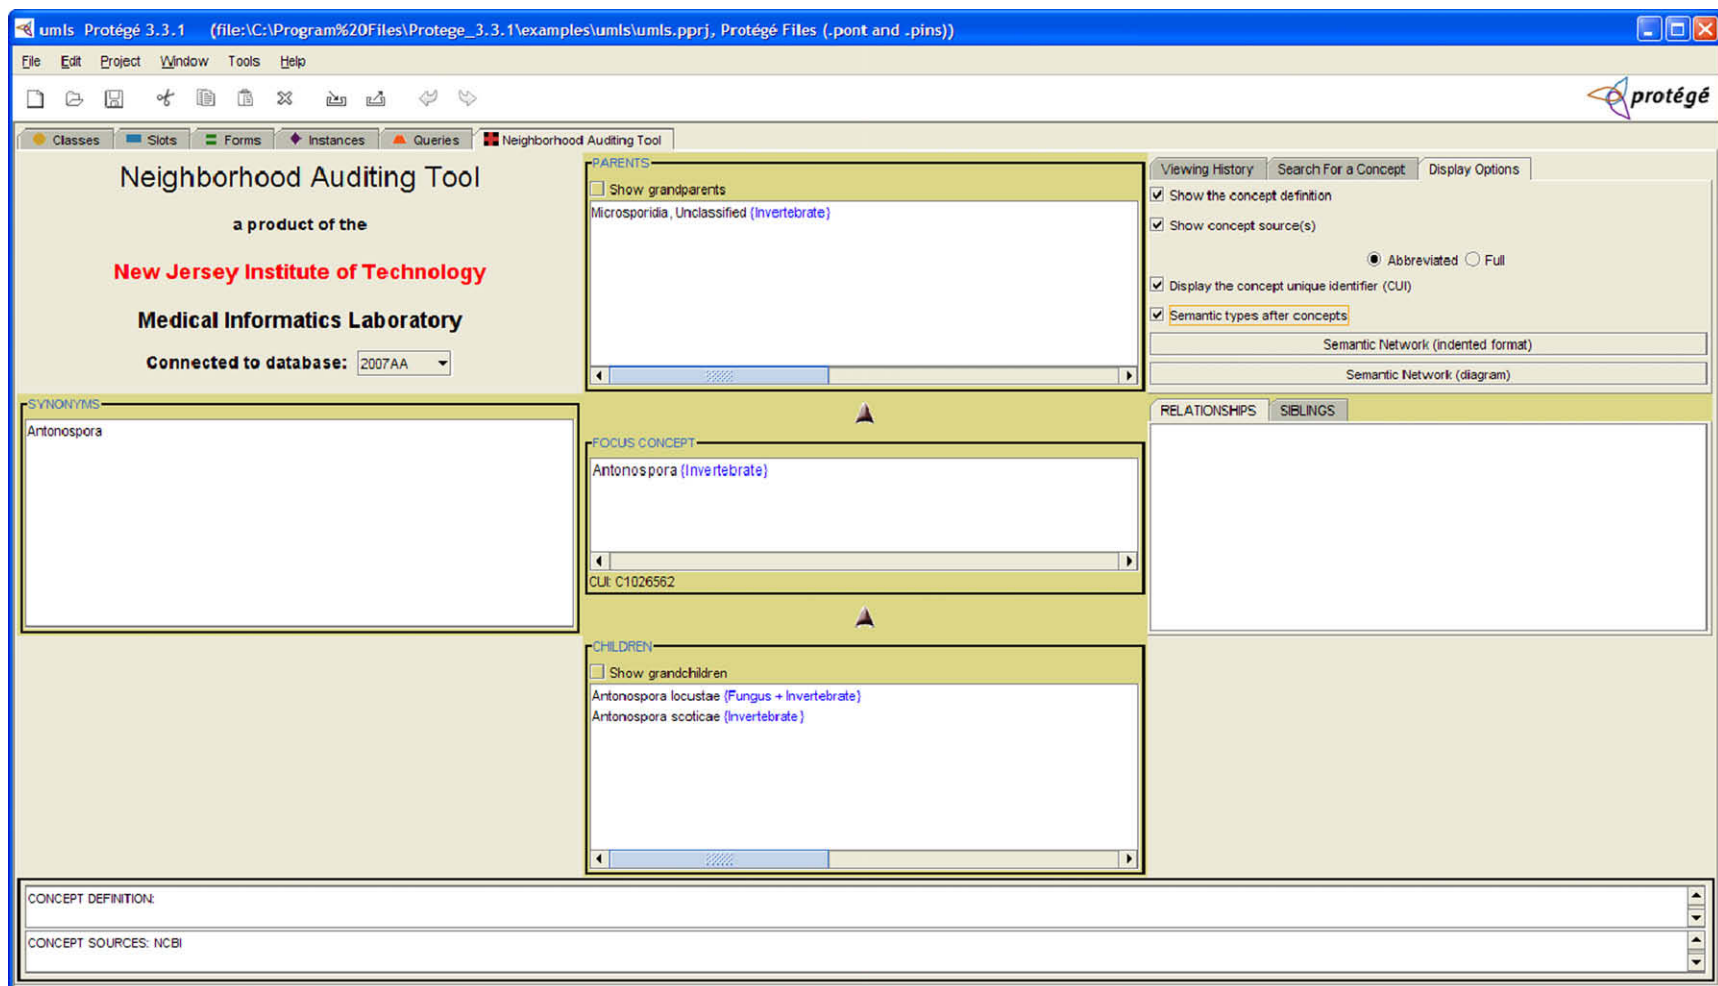 umls Protégé 3.3.1 (file:\C:\Program%20Files\Protege_3.3.1\examples\umls\umls.pprj, Protégé Files (.pont and .pins))
File Edit Project Window Tools Help
protégé
Classes Slots Forms Instances Queries Neighborhood Auditing Tool
Neighborhood Auditing Tool
a product of the
New Jersey Institute of Technology
Medical Informatics Laboratory
Connected to database: 2007AA
PARENTS
Show grandparents
Microsporidia, Unclassified {Invertebrate}
Viewing History Search For a Concept Display Options
Show the concept definition
Show concept source(s)
Abbreviated Full
Display the concept unique identifier (CUI)
Semantic types after concepts
Semantic Network (indented format)
Semantic Network (diagram)
SYNONYMS
Antonospora
FOCUS CONCEPT
Antonospora {Invertebrate}
CUI: C1026562
RELATIONSHIPS SIBLINGS
CHILDREN
Show grandchildren
Antonospora locustae {Fungus + Invertebrate}
Antonospora scoticae {Invertebrate}
CONCEPT DEFINITION:
CONCEPT SOURCES: NCBI